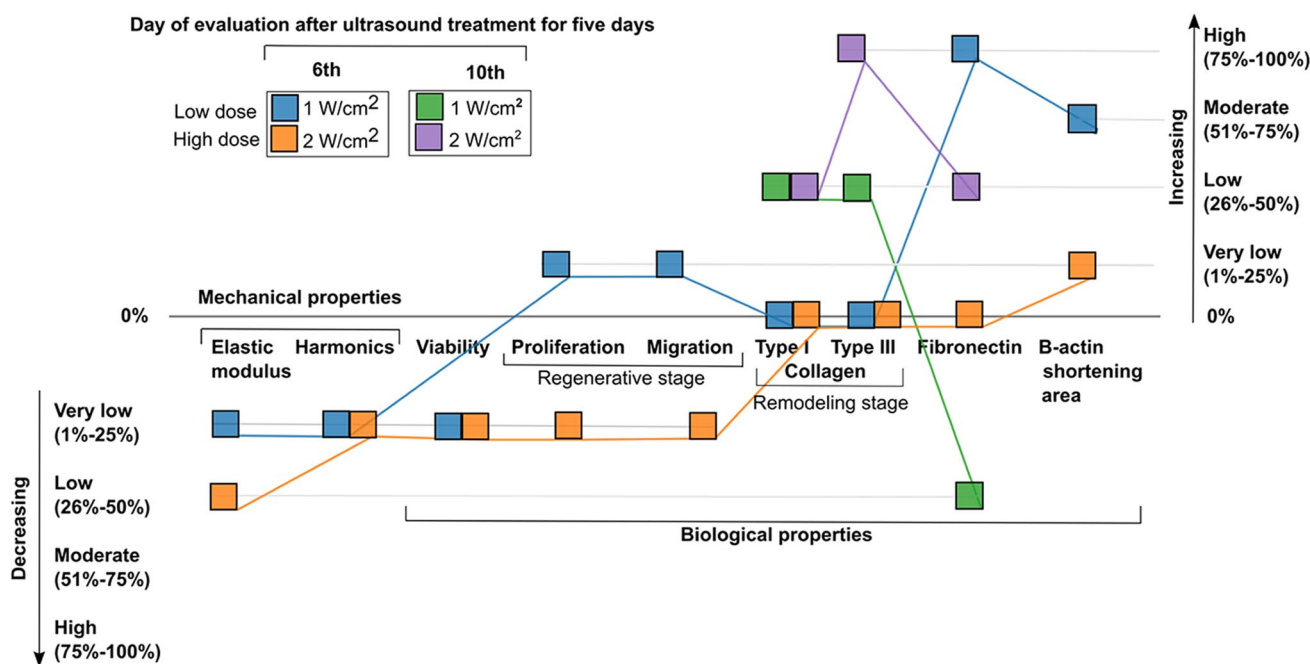 Day of evaluation after ultrasound treatment for five days
6th
10th
Low dose
1 W/cm²
1 W/cm²
High dose
2 W/cm²
2 W/cm²
Increasing
High
(75%-100%)
Moderate
(51%-75%)
Low
(26%-50%)
Very low
(1%-25%)
0%
Mechanical properties
0%
Elastic
modulus
Harmonics
Viability
Proliferation
Migration
Regenerative stage
Type I
Type III
Collagen
Remodeling stage
Fibronectin
B-actin
shortening
area
Decreasing
Very low
(1%-25%)
Low
(26%-50%)
Moderate
(51%-75%)
High
(75%-100%)
Biological properties